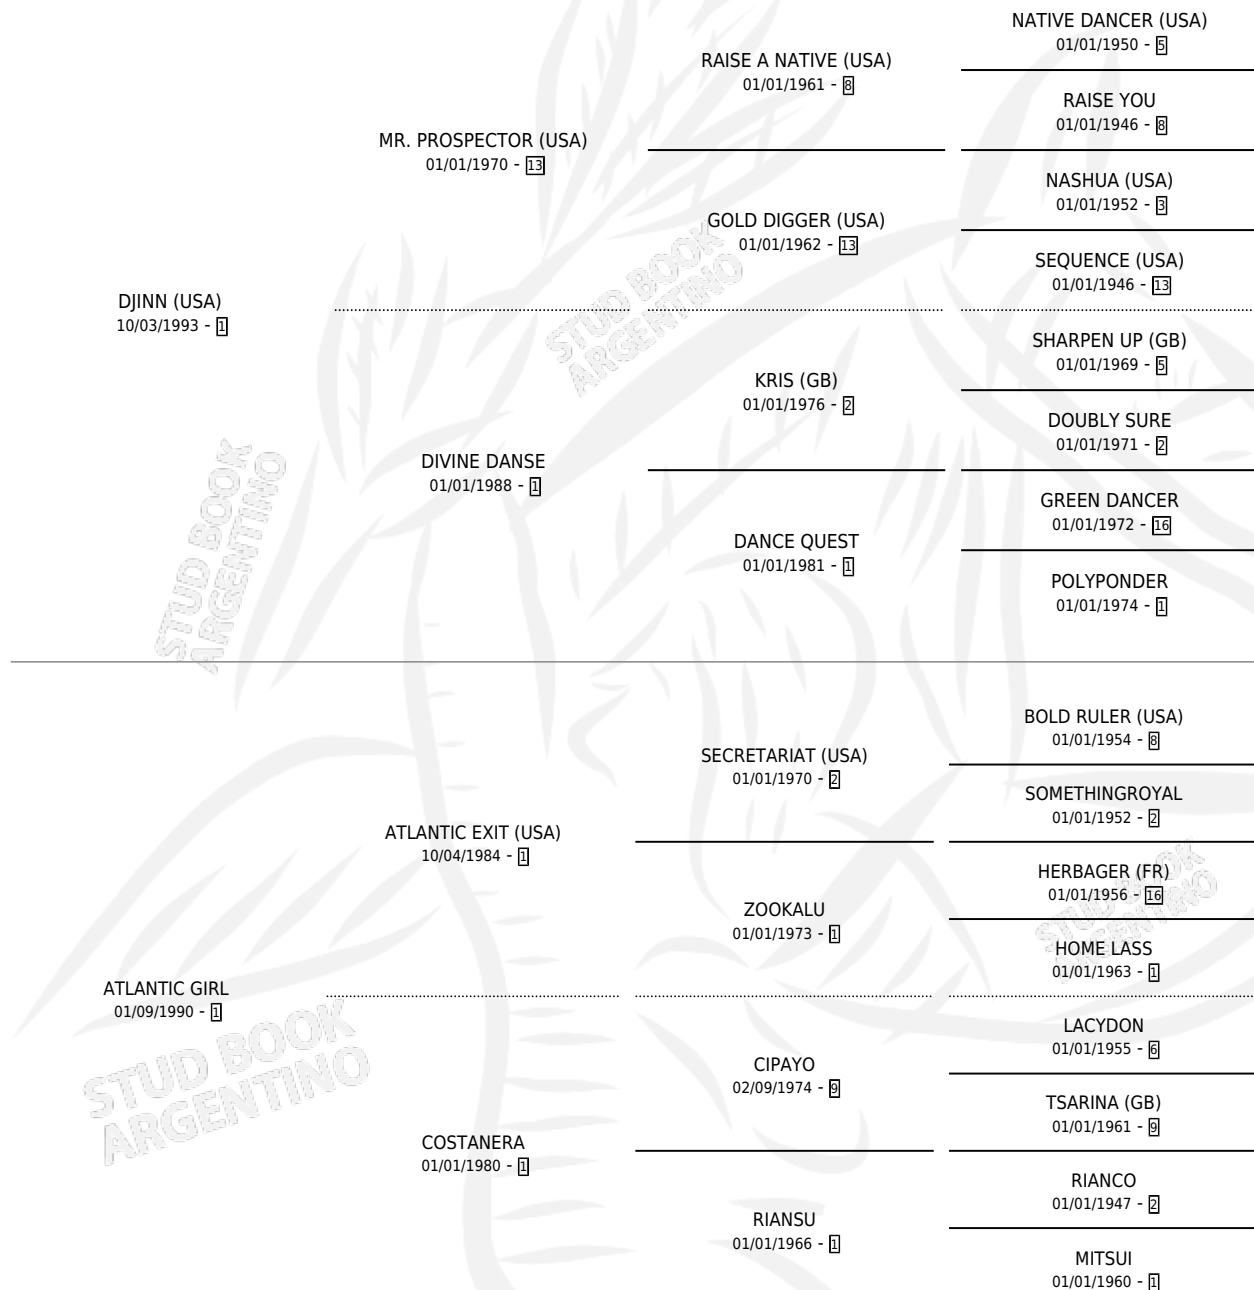 NATIVE DANCER (USA)
01/01/1950 - 5
RAISE A NATIVE (USA)
01/01/1961 - 8
RAISE YOU
01/01/1946 - 8
MR. PROSPECTOR (USA)
01/01/1970 - 13
NASHUA (USA)
01/01/1952 - 3
GOLD DIGGER (USA)
01/01/1962 - 13
SEQUENCE (USA)
01/01/1946 - 13
DJINN (USA)
10/03/1993 - 1
SHARPEN UP (GB)
01/01/1969 - 5
KRIS (GB)
01/01/1976 - 2
DOUBLY SURE
01/01/1971 - 2
DIVINE DANSE
01/01/1988 - 1
GREEN DANCER
01/01/1972 - 16
DANCE QUEST
01/01/1981 - 1
POLYPONDER
01/01/1974 - 1
BOLD RULER (USA)
01/01/1954 - 8
SECRETARIAT (USA)
01/01/1970 - 2
SOMETHINGROYAL
01/01/1952 - 2
ATLANTIC EXIT (USA)
10/04/1984 - 1
HERBAGER (FR)
01/01/1956 - 16
ZOOKALU
01/01/1973 - 1
HOME LASS
01/01/1963 - 1
ATLANTIC GIRL
01/09/1990 - 1
LACYDON
01/01/1955 - 6
CIPAYO
02/09/1974 - 9
TSARINA (GB)
01/01/1961 - 9
COSTANERA
01/01/1980 - 1
RIANCO
01/01/1947 - 2
RIANSU
01/01/1966 - 1
MITSUI
01/01/1960 - 1
STUD BOOK
ARGENTINO
STUD BOOK
ARGENTINO
STUD BOOK
ARGENTINO
STUD BOOK
ARGENTINO